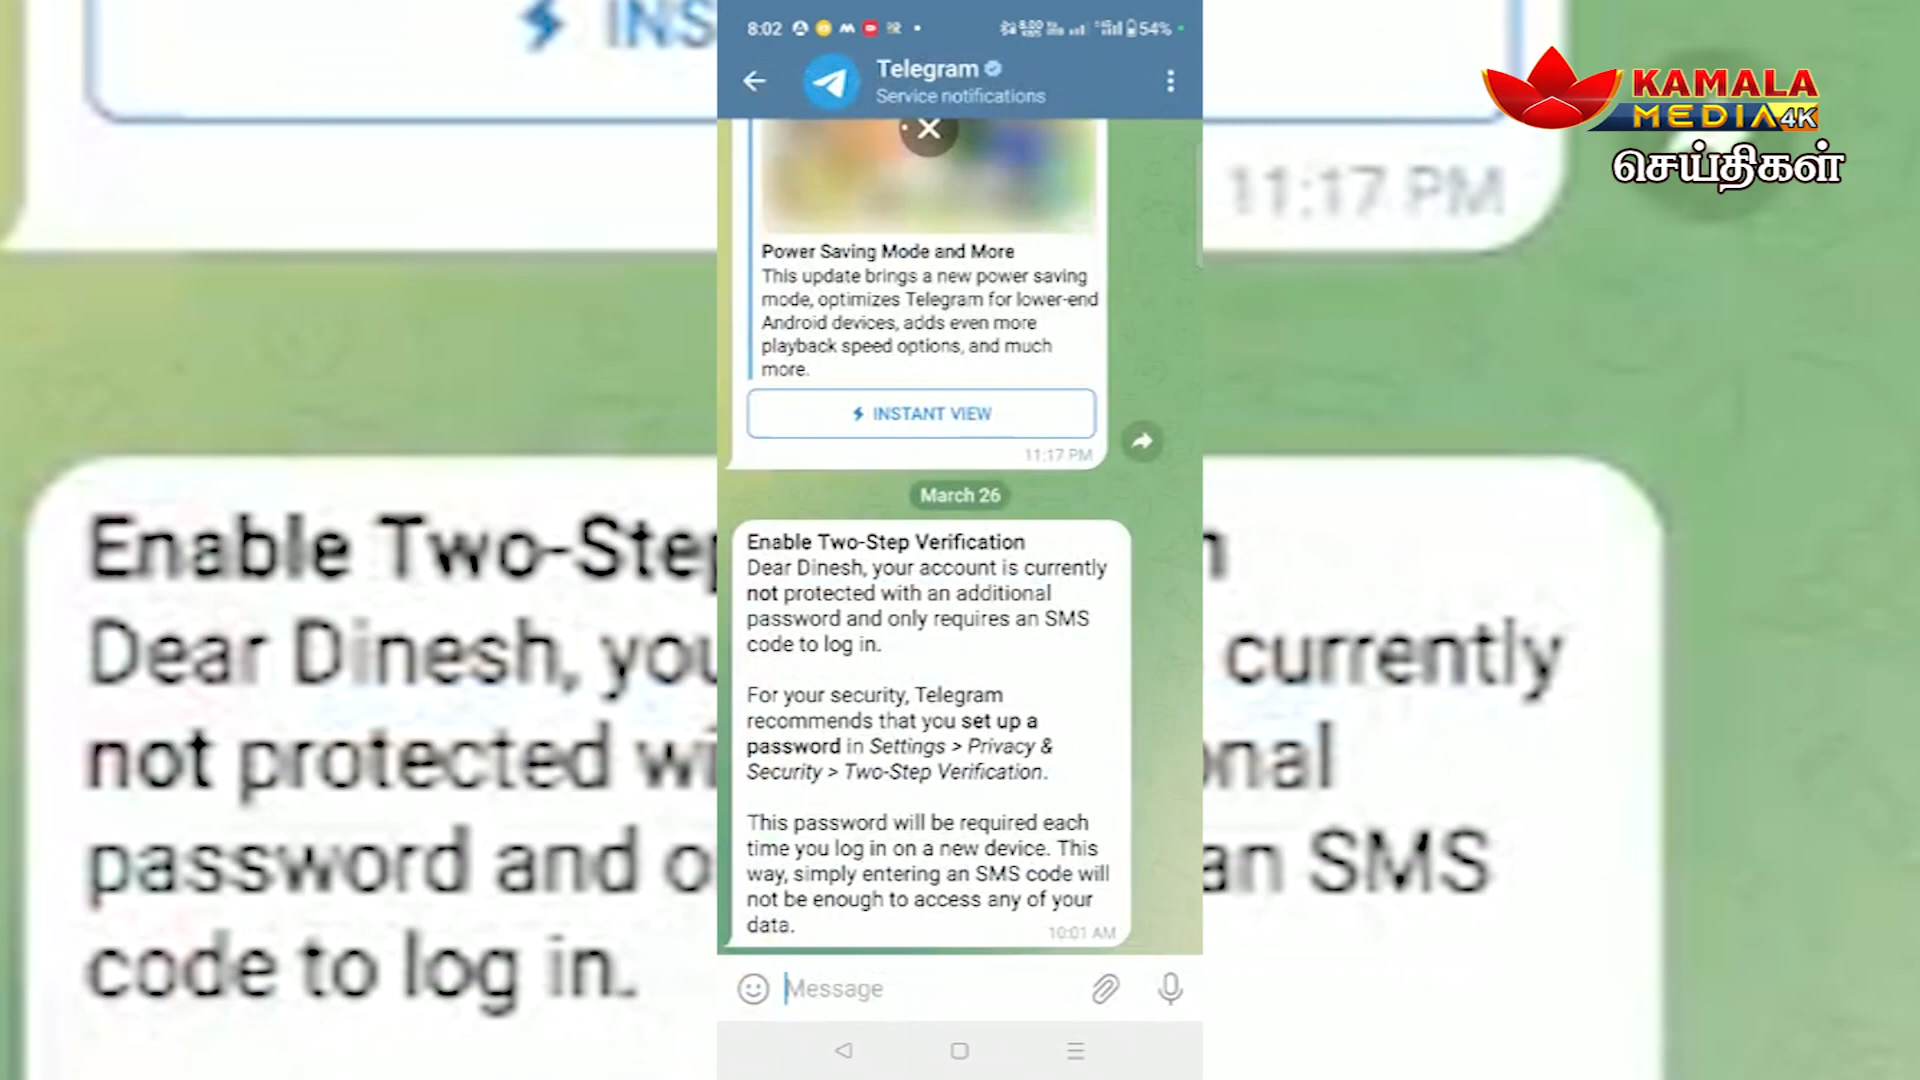 8:02
54%
Telegram
Service notifications
Power Saving Mode and More
This update brings a new power saving
mode, optimizes Telegram for lower-end
Android devices, adds even more
playback speed options, and much
more.
INSTANT VIEW
11:17 PM
March 26
Enable Two-Step Verification
Dear Dinesh, your account is currently
not protected with an additional
password and only requires an SMS
code to log in.
For your security, Telegram
recommends that you set up a
password in Settings > Privacy &
Security > Two-Step Verification.
This password will be required each
time you log in on a new device. This
way, simply entering an SMS code will
not be enough to access any of your
data.
10:01 AM
Message
KAMALA
MEDIA 4K
செய்திகள்
INS
11:17 PM
Enable Two-Step
Dear Dinesh, you currently
not protected wi onal
password and o an SMS
code to log in.